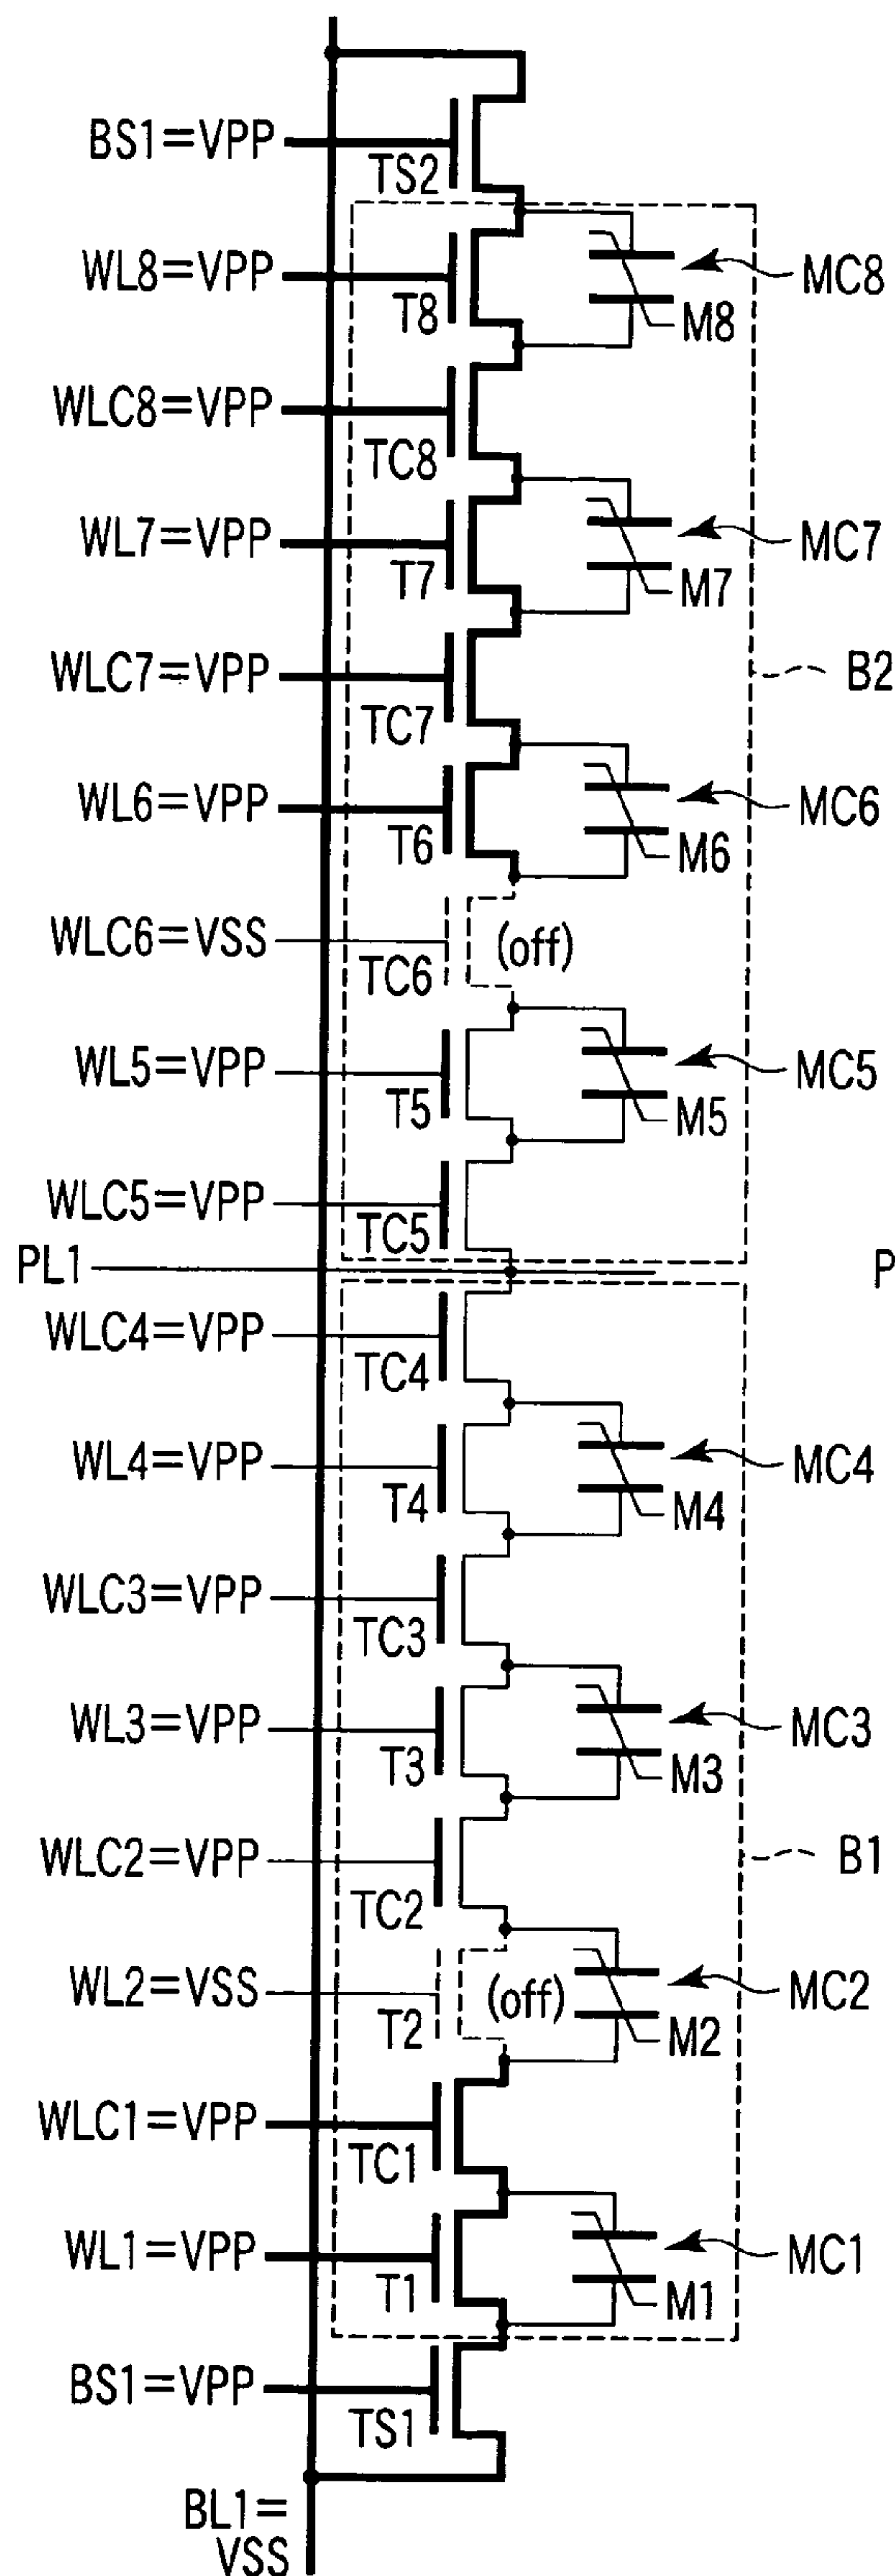 BS1=VPP
TS2
WL8=VPP
T8
M8
MC8
WLC8=VPP
TC8
WL7=VPP
T7
M7
MC7
WLC7=VPP
TC7
B2
WL6=VPP
T6
M6
MC6
WLC6=VSS
TC6
(off)
WL5=VPP
T5
M5
MC5
WLC5=VPP
TC5
PL1
P
WLC4=VPP
TC4
WL4=VPP
T4
M4
MC4
WLC3=VPP
TC3
WL3=VPP
T3
M3
MC3
WLC2=VPP
TC2
B1
WL2=VSS
T2
(off)
M2
MC2
WLC1=VPP
TC1
WL1=VPP
T1
M1
MC1
BS1=VPP
TS1
BL1=
VSS